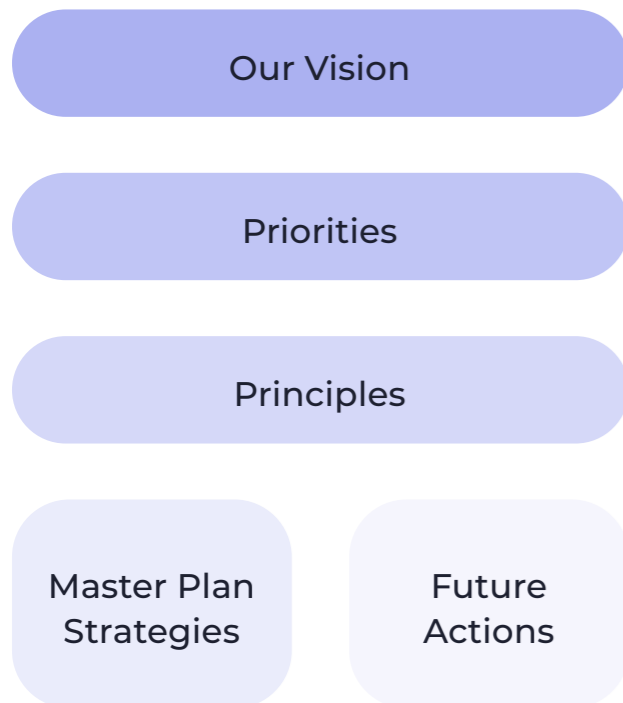 Our Vision
Priorities
Principles
Master Plan
Strategies
Future
Actions